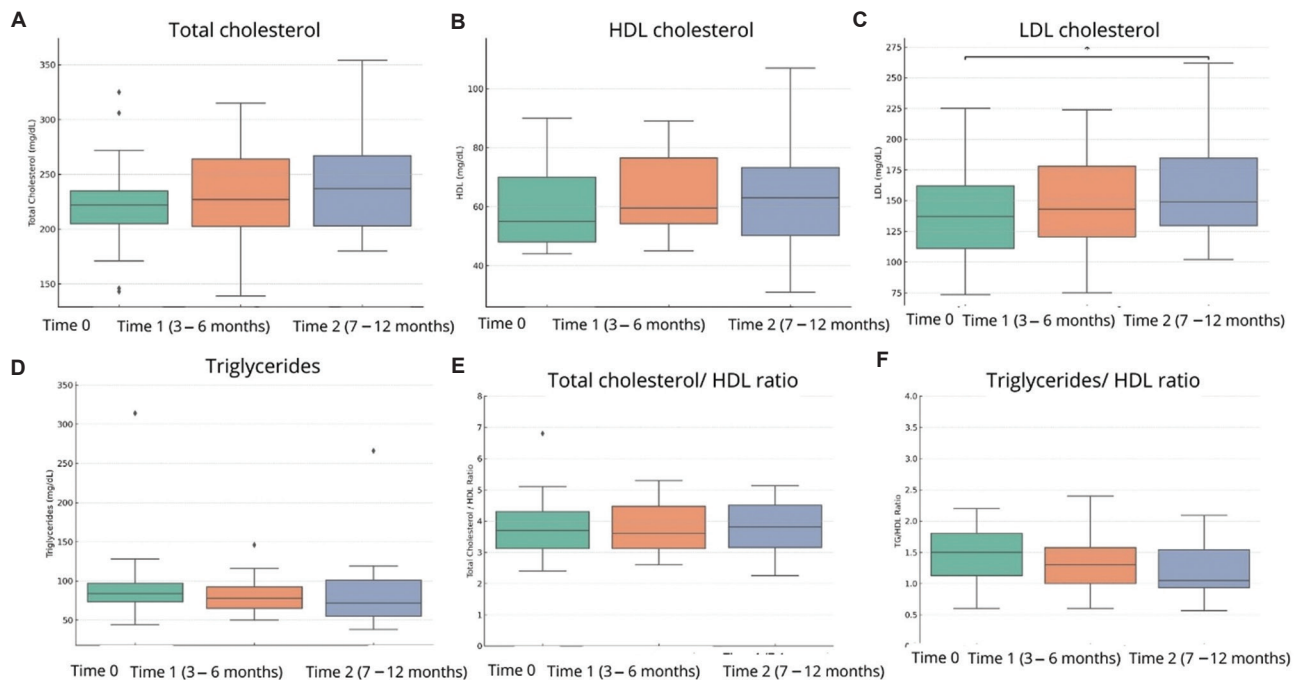 A
Total cholesterol
Total Cholesterol (mg/dL)
350
300
250
200
150
Time 0 Time 1 (3 – 6 months) Time 2 (7 – 12 months)
B
HDL cholesterol
HDL (mg/dL)
100
80
60
40
Time 0 Time 1 (3 – 6 months) Time 2 (7 – 12 months)
C
LDL cholesterol
LDL (mg/dL)
275
250
225
200
175
150
125
100
75
*
Time 0 Time 1 (3 – 6 months) Time 2 (7 – 12 months)
D
Triglycerides
Triglycerides (mg/dL)
350
300
250
200
150
100
50
Time 0 Time 1 (3 – 6 months) Time 2 (7 – 12 months)
E
Total cholesterol/ HDL ratio
Total Cholesterol / HDL Ratio
8
7
6
5
4
3
2
1
0
Time 0 Time 1 (3 – 6 months) Time 2 (7 – 12 months)
F
Triglycerides/ HDL ratio
TG/HDL Ratio
4.0
3.5
3.0
2.5
2.0
1.5
1.0
0.5
Time 0 Time 1 (3 – 6 months) Time 2 (7 – 12 months)